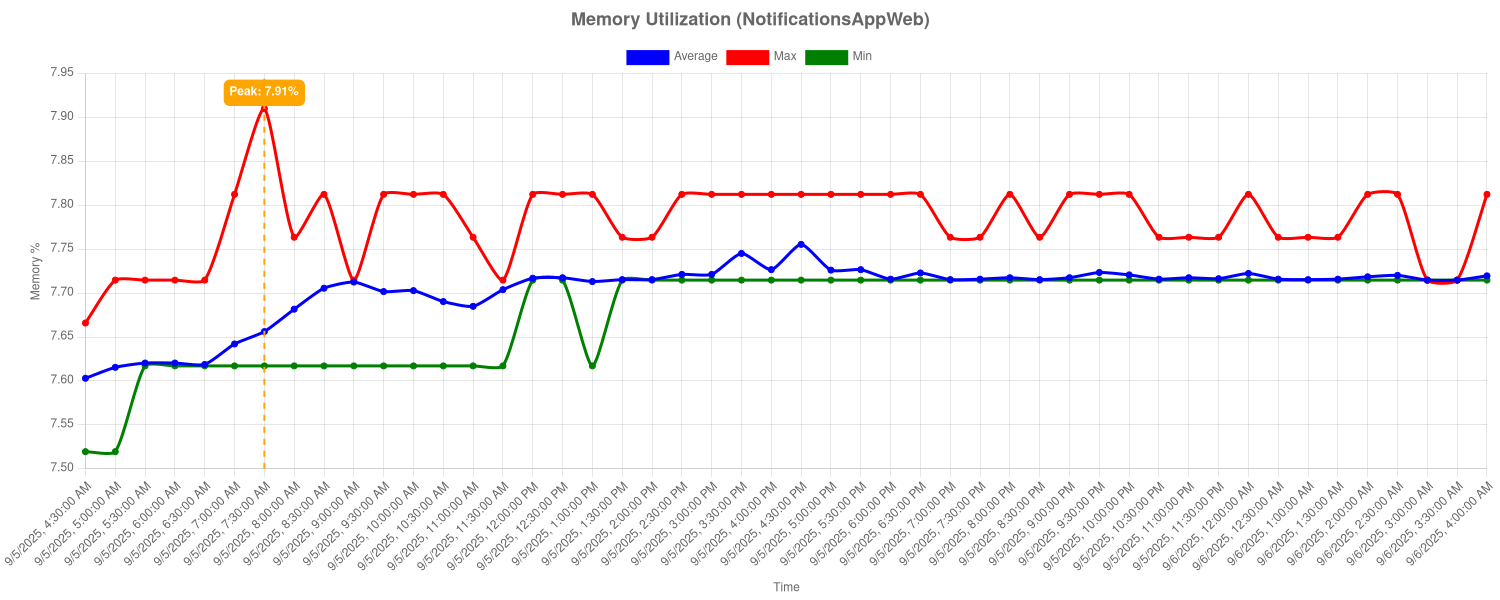 Memory Utilization (NotificationsAppWeb)
Average Max Min
Peak: 7.91%
Memory %
7.95
7.90
7.85
7.80
7.75
7.70
7.65
7.60
7.55
7.50
9/5/2025, 4:30:00 AM
9/5/2025, 5:00:00 AM
9/5/2025, 5:30:00 AM
9/5/2025, 6:00:00 AM
9/5/2025, 6:30:00 AM
9/5/2025, 7:00:00 AM
9/5/2025, 7:30:00 AM
9/5/2025, 8:00:00 AM
9/5/2025, 8:30:00 AM
9/5/2025, 9:00:00 AM
9/5/2025, 9:30:00 AM
9/5/2025, 10:00:00 AM
9/5/2025, 10:30:00 AM
9/5/2025, 11:00:00 AM
9/5/2025, 11:30:00 AM
9/5/2025, 12:00:00 PM
9/5/2025, 12:30:00 PM
9/5/2025, 1:00:00 PM
9/5/2025, 1:30:00 PM
9/5/2025, 2:00:00 PM
9/5/2025, 2:30:00 PM
9/5/2025, 3:00:00 PM
9/5/2025, 3:30:00 PM
9/5/2025, 4:00:00 PM
9/5/2025, 4:30:00 PM
9/5/2025, 5:00:00 PM
9/5/2025, 5:30:00 PM
9/5/2025, 6:00:00 PM
9/5/2025, 6:30:00 PM
9/5/2025, 7:00:00 PM
9/5/2025, 7:30:00 PM
9/5/2025, 8:00:00 PM
9/5/2025, 8:30:00 PM
9/5/2025, 9:00:00 PM
9/5/2025, 9:30:00 PM
9/5/2025, 10:00:00 PM
9/5/2025, 10:30:00 PM
9/5/2025, 11:00:00 PM
9/5/2025, 11:30:00 PM
9/6/2025, 12:00:00 AM
9/6/2025, 12:30:00 AM
9/6/2025, 1:00:00 AM
9/6/2025, 1:30:00 AM
9/6/2025, 2:00:00 AM
9/6/2025, 2:30:00 AM
9/6/2025, 3:00:00 AM
9/6/2025, 3:30:00 AM
9/6/2025, 4:00:00 AM
Time